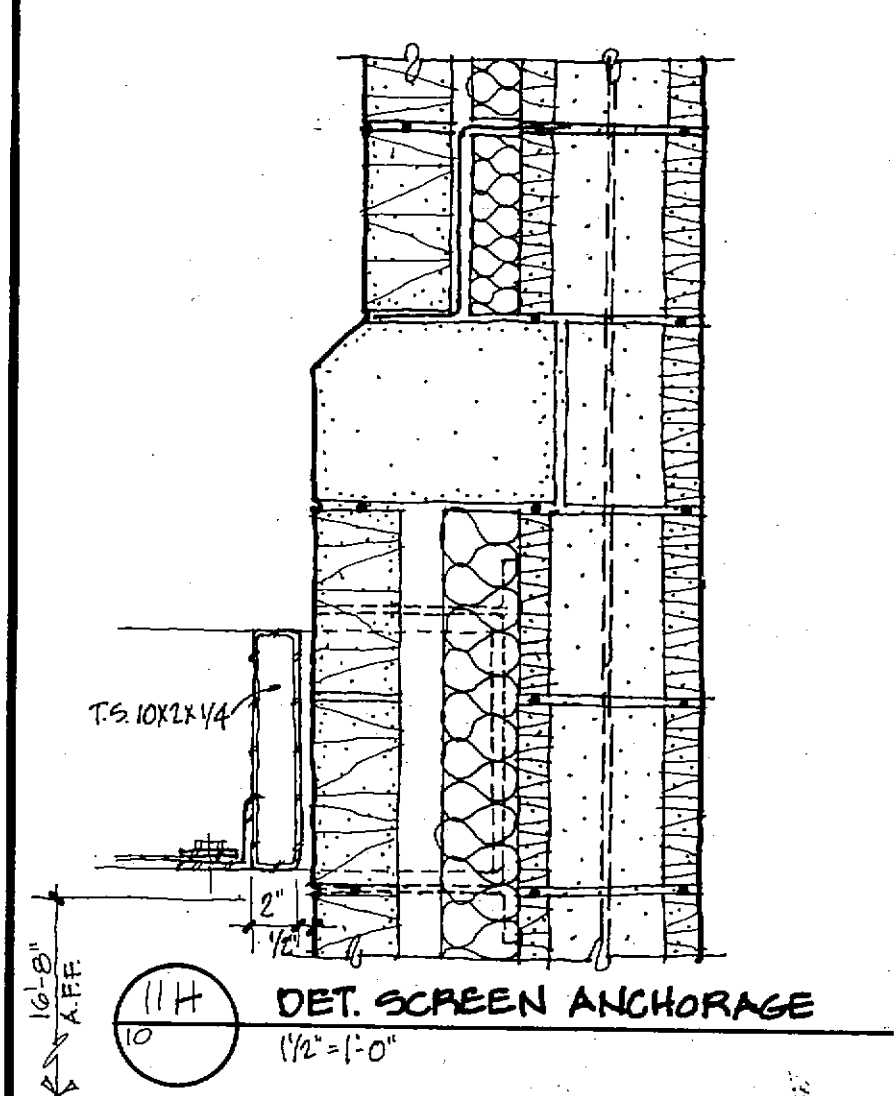 T.S. 10X2X1/4
2"
1/2"
16'-8"
A.F.F.
11H
10
DET. SCREEN ANCHORAGE
1 1/2" = 1'-0"